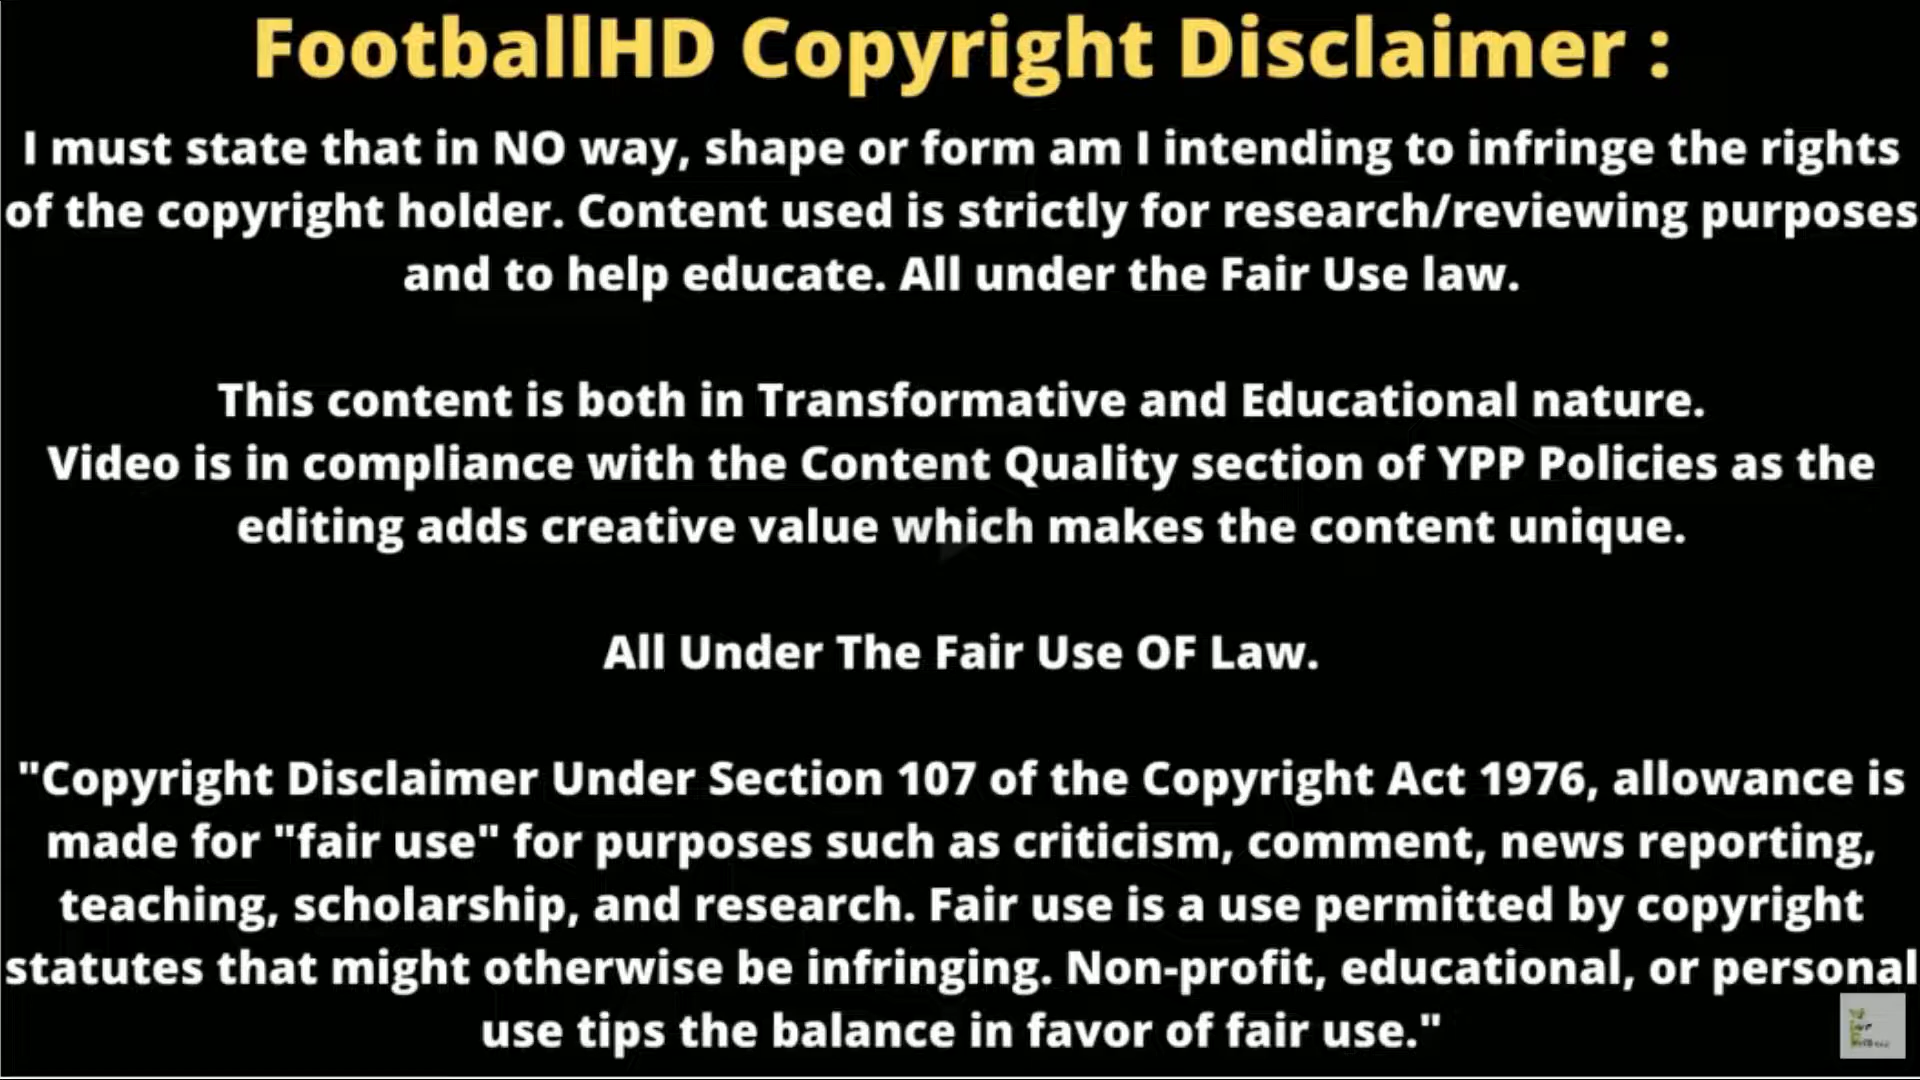 FootballHD Copyright Disclaimer :
I must state that in NO way, shape or form am I intending to infringe the rights
of the copyright holder. Content used is strictly for research/reviewing purposes
and to help educate. All under the Fair Use law.
This content is both in Transformative and Educational nature.
Video is in compliance with the Content Quality section of YPP Policies as the
editing adds creative value which makes the content unique.
All Under The Fair Use OF Law.
"Copyright Disclaimer Under Section 107 of the Copyright Act 1976, allowance is
made for "fair use" for purposes such as criticism, comment, news reporting,
teaching, scholarship, and research. Fair use is a use permitted by copyright
statutes that might otherwise be infringing. Non-profit, educational, or personal
use tips the balance in favor of fair use."